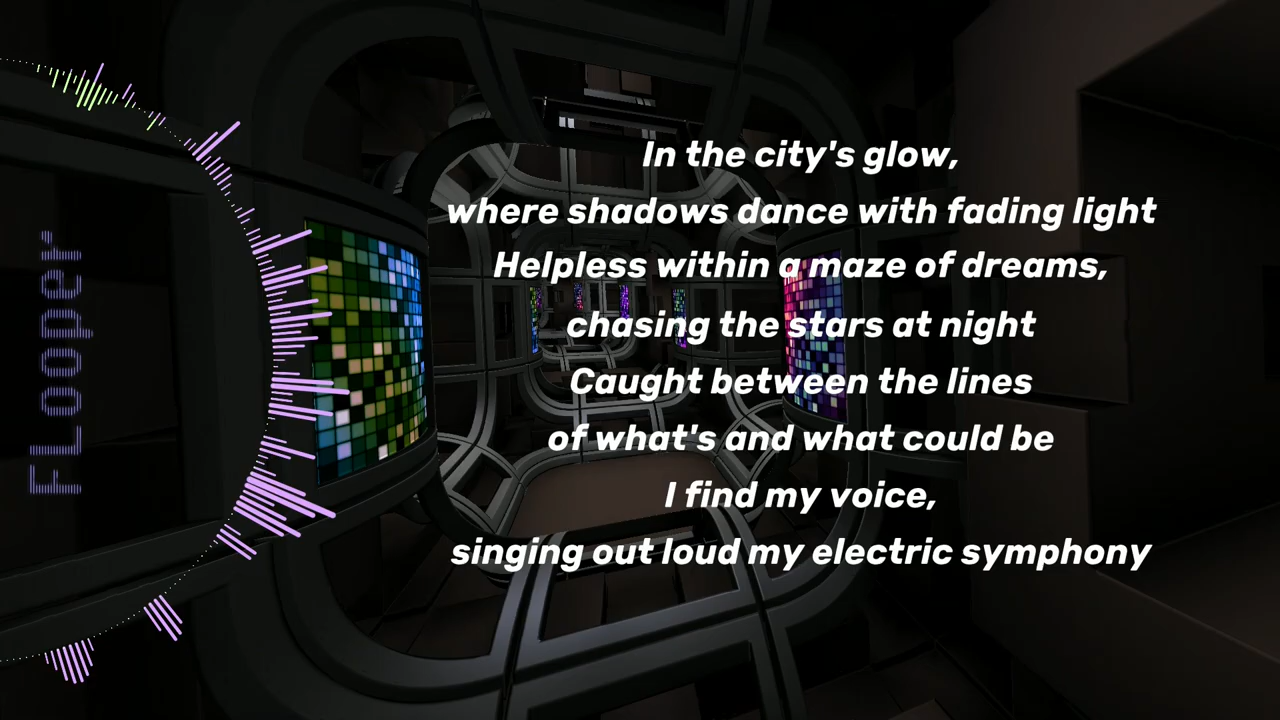 FLooper
In the city's glow,
where shadows dance with fading light
Helpless within a maze of dreams,
chasing the stars at night
Caught between the lines
of what's and what could be
I find my voice,
singing out loud my electric symphony